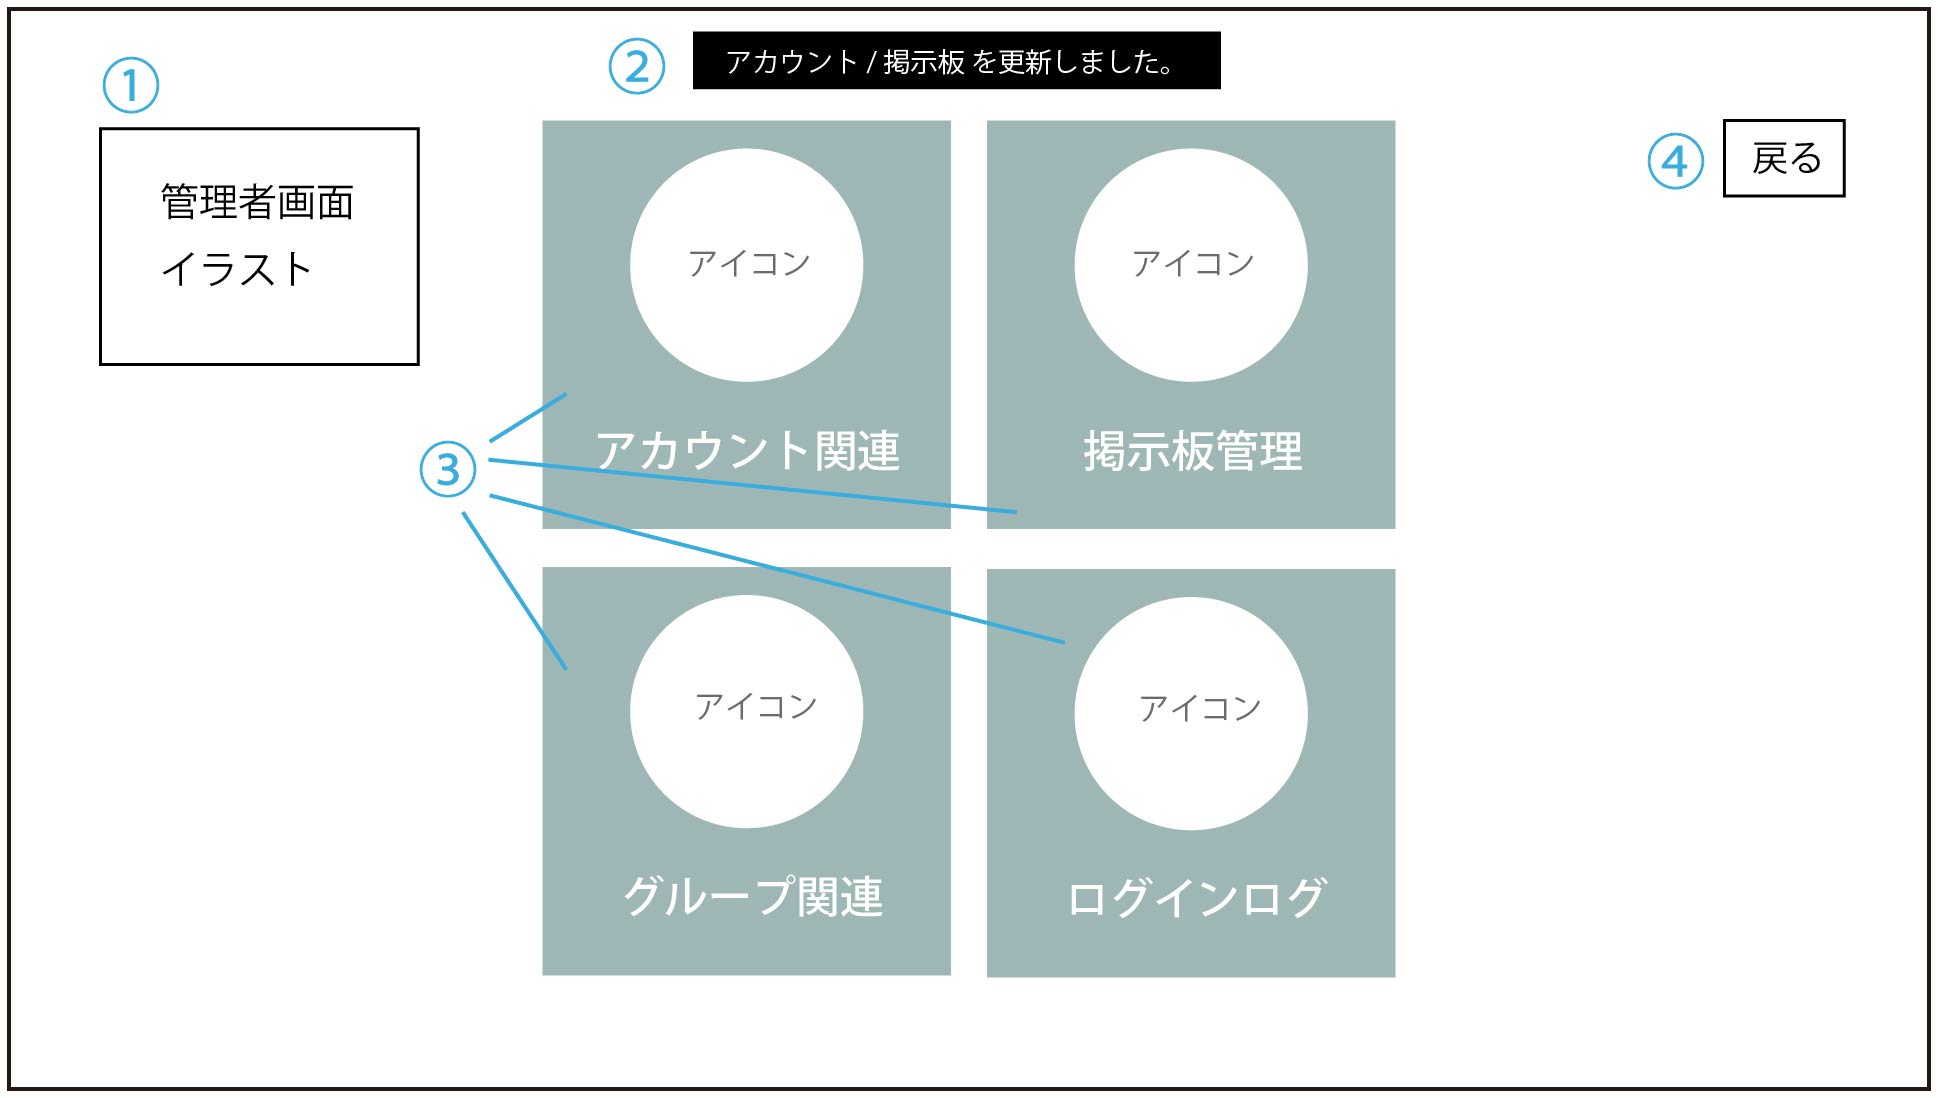 ①
② アカウント / 掲示板 を更新しました。
管理者画面
イラスト
④ 戻る
アイコン
アカウント関連
アイコン
掲示板管理
③
アイコン
グループ関連
アイコン
ログインログ